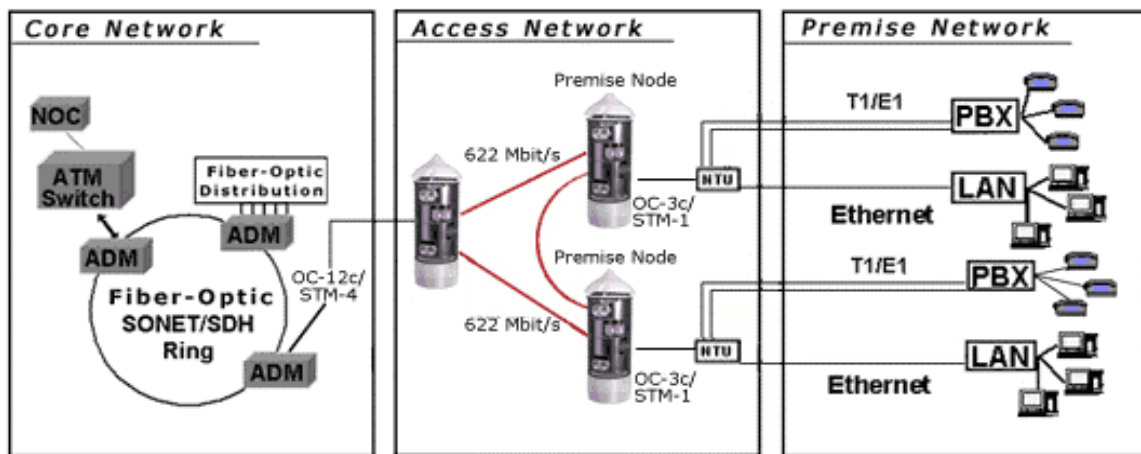 Core Network
NOC
ATM
Switch
Fiber-Optic
Distribution
ADM
ADM
OC-12c/
STM-4
Fiber-Optic
SONET/SDH
Ring
ADM
Access Network
Premise Node
622 Mbit/s
OC-3c/
STM-1
NTU
Premise Node
622 Mbit/s
OC-3c/
STM-1
NTU
Premise Network
T1/E1
PBX
LAN
Ethernet
T1/E1
PBX
LAN
Ethernet